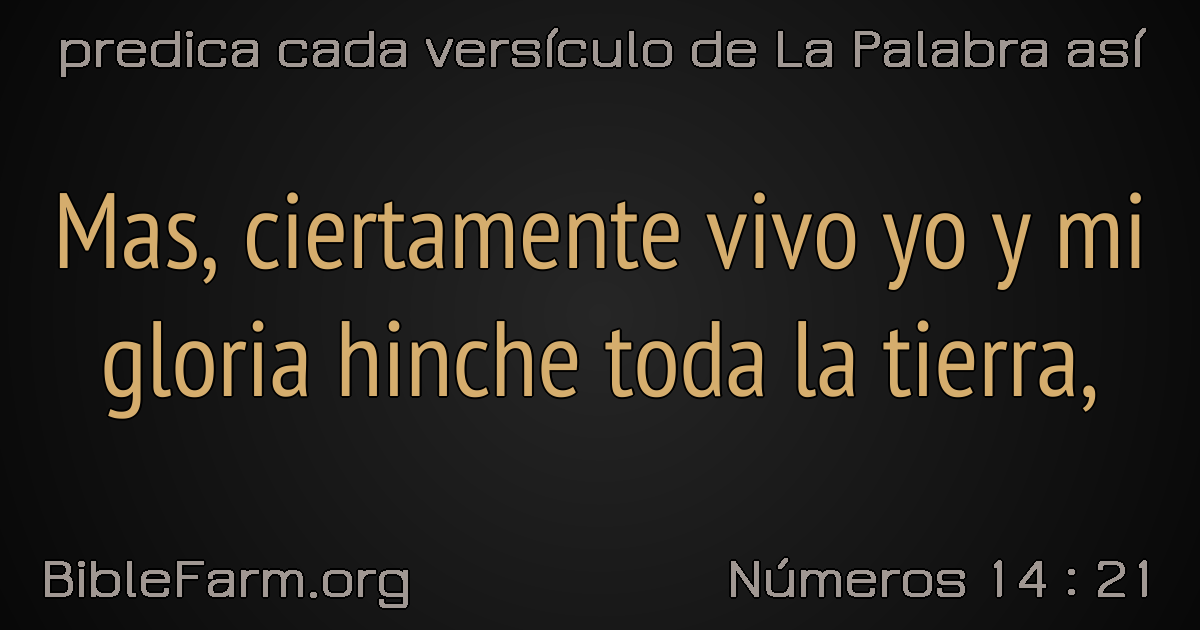 predica cada versículo de La Palabra así
Mas, ciertamente vivo yo y mi
gloria hinche toda la tierra,
BibleFarm.org
Números 14 : 21